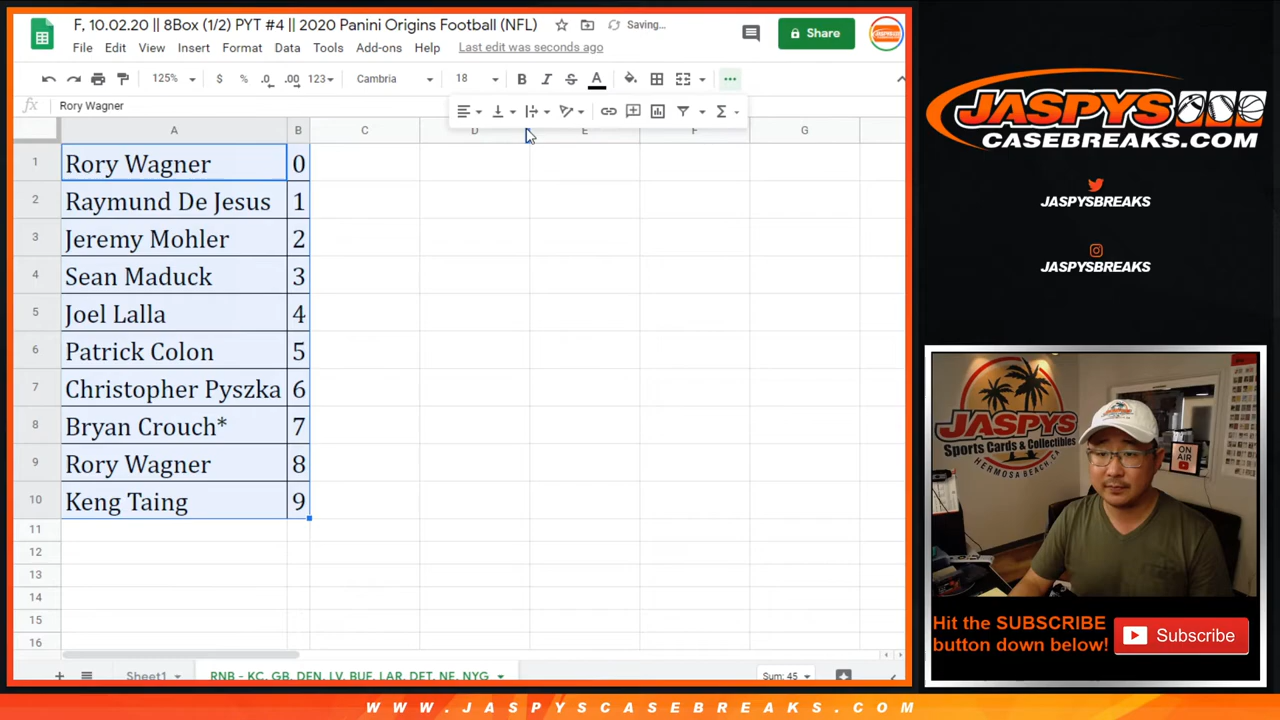 F, 10.02.20 || 8Box (1/2) PYT #4 || 2020 Panini Origins Football (NFL)
Saving...
File Edit View Insert Format Data Tools Add-ons Help Last edit was seconds ago
Share
125% $ % .0 .00 123 Cambria 18 B I S A
fx Rory Wagner
A B C D E F G
1 Rory Wagner 0
2 Raymund De Jesus 1
3 Jeremy Mohler 2
4 Sean Maduck 3
5 Joel Lalla 4
6 Patrick Colon 5
7 Christopher Pyszka 6
8 Bryan Crouch* 7
9 Rory Wagner 8
10 Keng Taing 9
11
12
13
14
15
16
+ Sheet1 RNB - KC, GB, DEN, LV, BUF, LAR, DET, NE, NYG Sum: 45
JASPYS
CASEBREAKS.COM
JASPYSBREAKS
JASPYSBREAKS
JASPYS
Sports Cards & Collectibles
HERMOSA BEACH, CA
ON
AIR
Hit the SUBSCRIBE
button down below!
Subscribe
WWW.JASPYSCASEBREAKS.COM